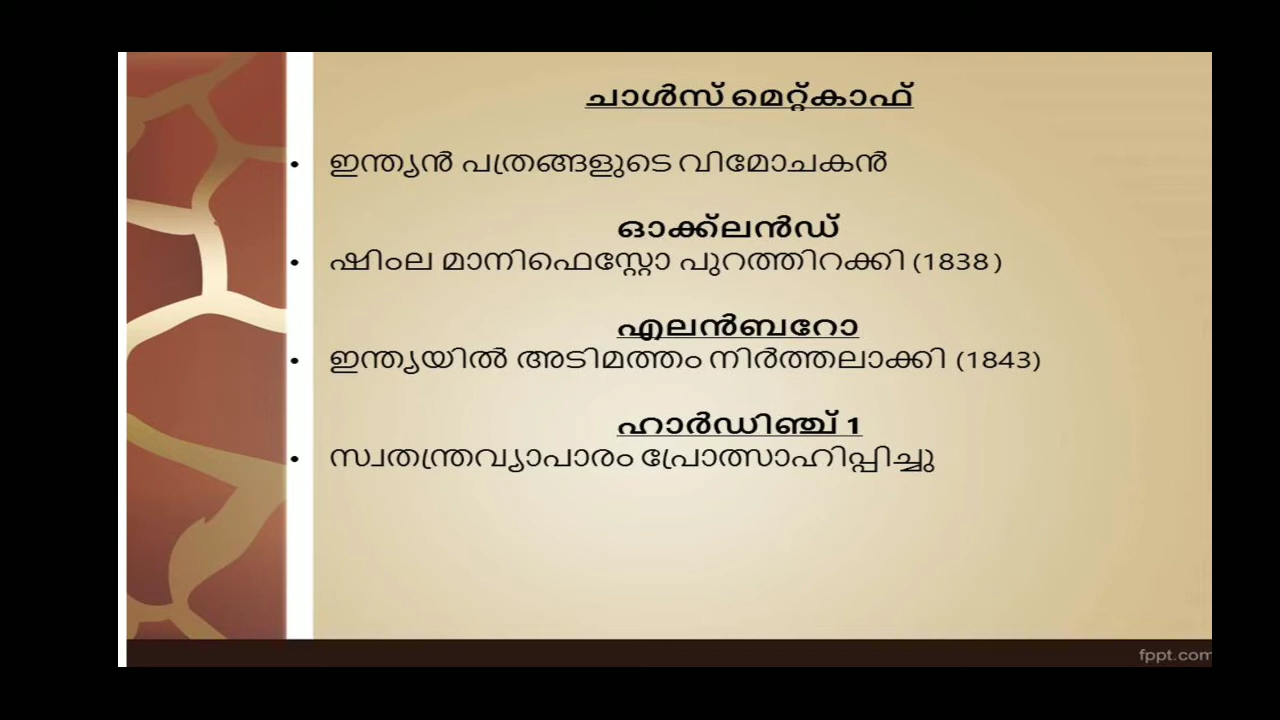 ചാൾസ് മെറ്റ്കാഫ്
• ഇന്ത്യൻ പത്രങ്ങളുടെ വിമോചകൻ
ഓക്ക്ലൻഡ്
• ഷിംല മാനിഫെസ്റ്റോ പുറത്തിറക്കി (1838)
എലൻബറോ
• ഇന്ത്യയിൽ അടിമത്തം നിർത്തലാക്കി (1843)
ഹാർഡിഞ്ച് 1
• സ്വതന്ത്രവ്യാപാരം പ്രോത്സാഹിപ്പിച്ചു
fppt.com